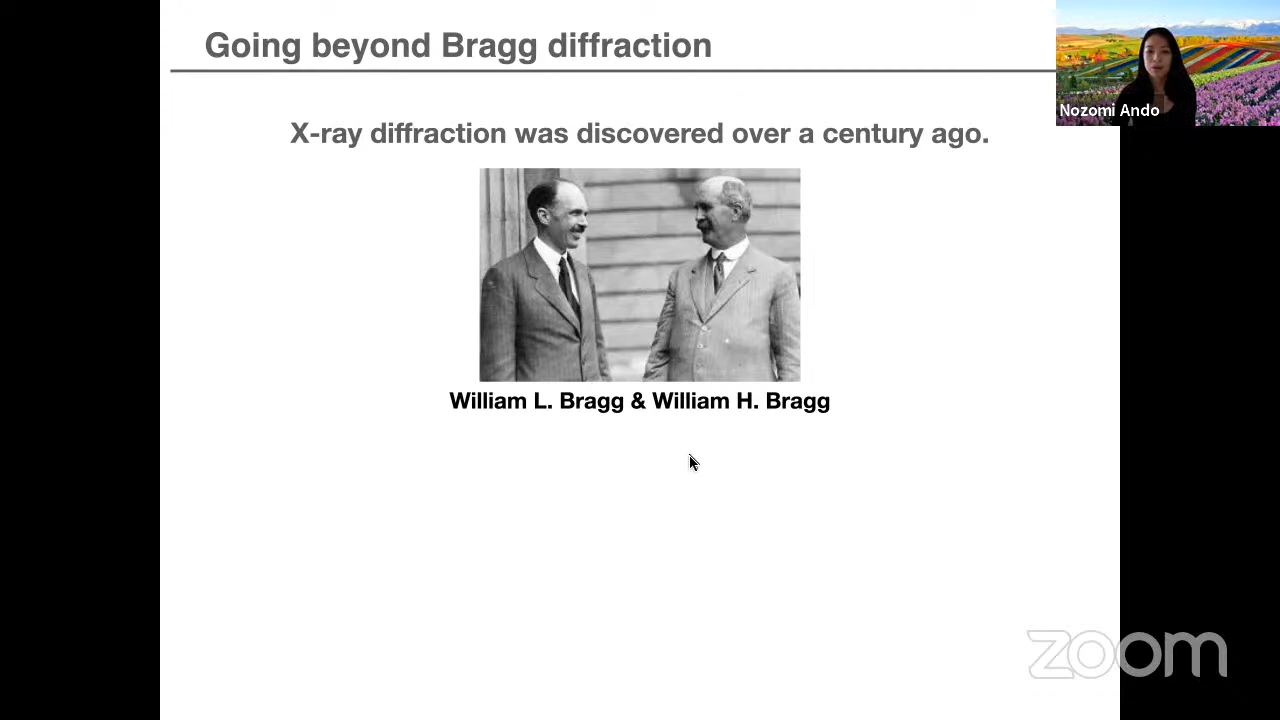 Going beyond Bragg diffraction
Nozomi Ando
X-ray diffraction was discovered over a century ago.
William L. Bragg & William H. Bragg
zoom